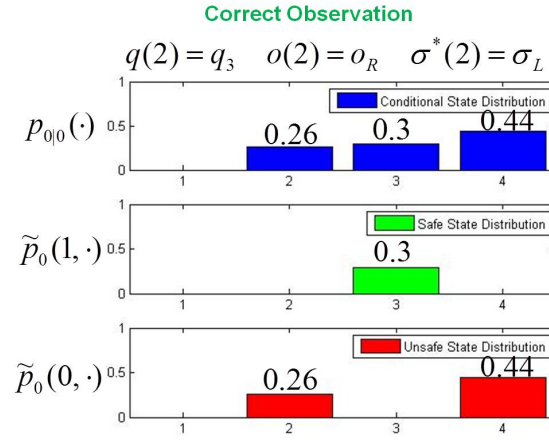 Correct Observation
q(2) = q₃ o(2) = o_R σ*(2) = σ_L
1
Conditional State Distribution
p₀|₀(·)
0.5
0.26
0.3
0.44
0
1 2 3 4
1
Safe State Distribution
p̃₀(1,·)
0.5
0.3
0
1 2 3 4
1
Unsafe State Distribution
p̃₀(0,·)
0.5
0.26
0.44
0
1 2 3 4